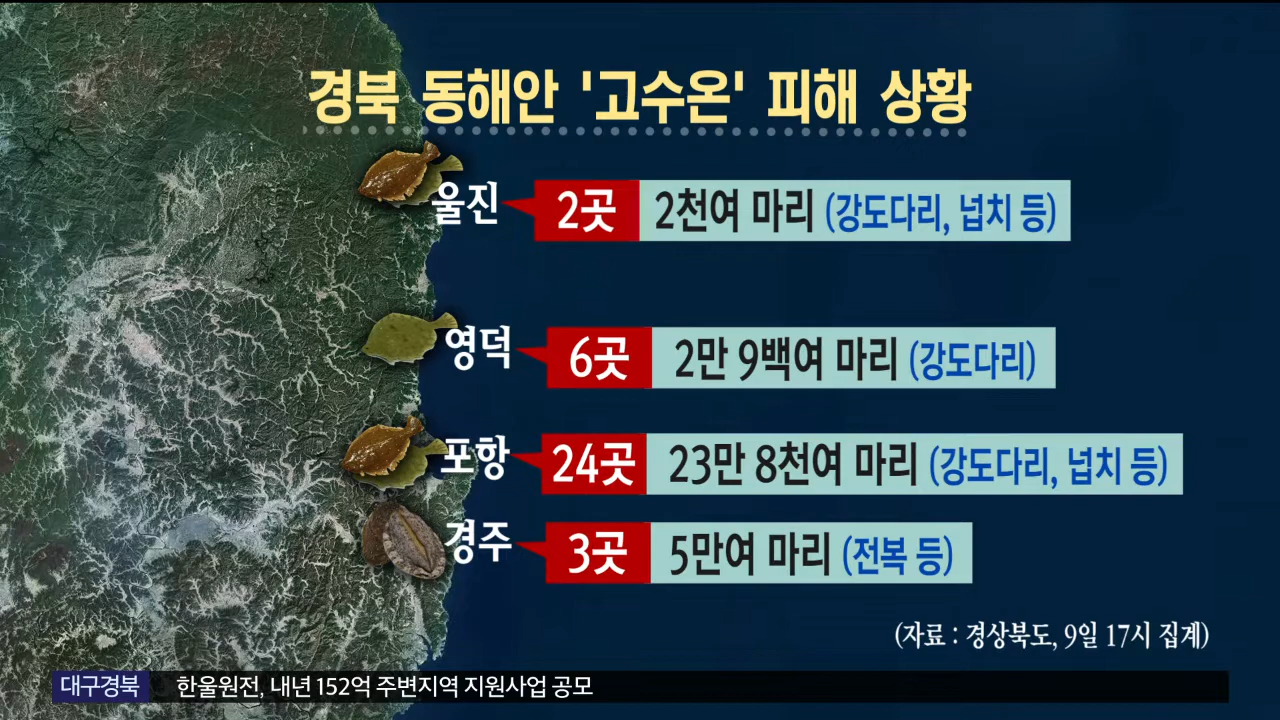 경북 동해안 '고수온' 피해 상황
울진 2곳 2천여 마리 (강도다리, 넙치 등)
영덕 6곳 2만 9백여 마리 (강도다리)
포항 24곳 23만 8천여 마리 (강도다리, 넙치 등)
경주 3곳 5만여 마리 (전복 등)
(자료 : 경상북도, 9일 17시 집계)
대구경북 한울원전, 내년 152억 주변지역 지원사업 공모